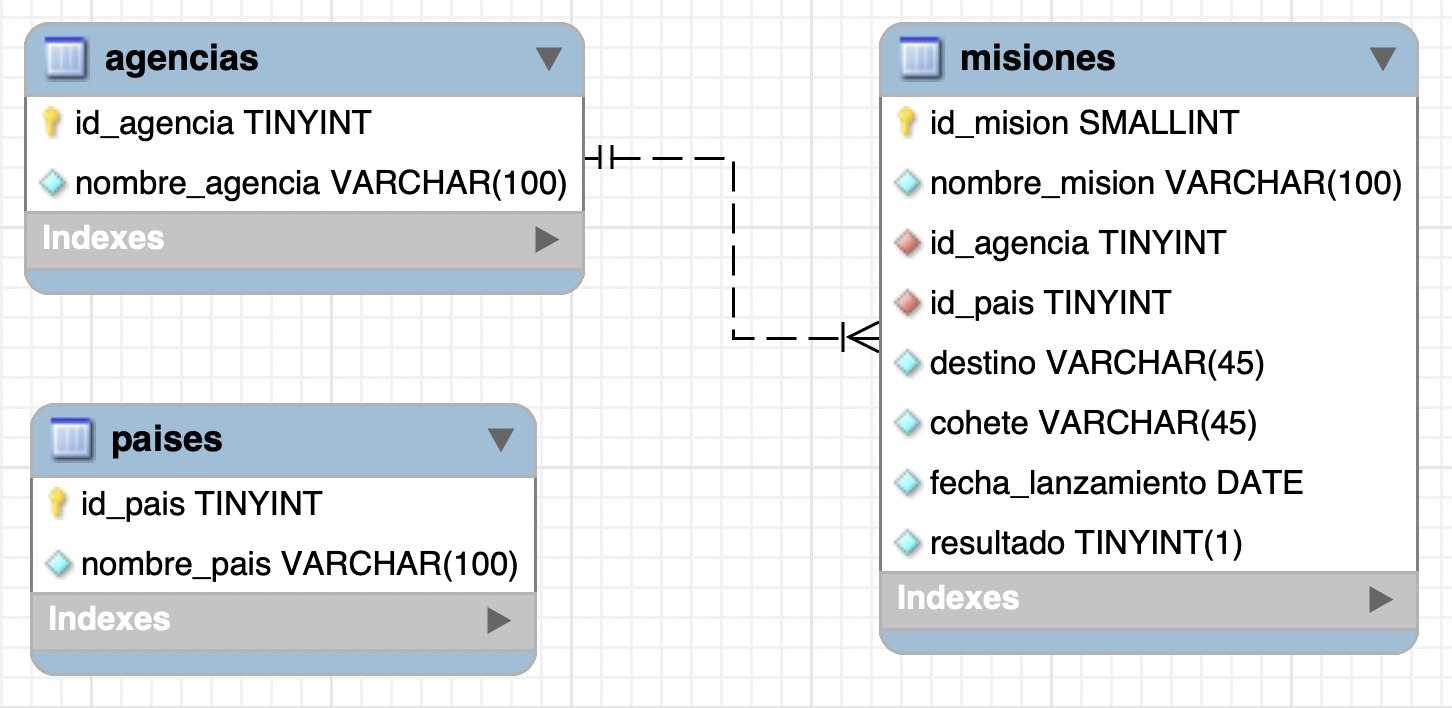 agencias
id_agencia TINYINT
nombre_agencia VARCHAR(100)
Indexes
paises
id_pais TINYINT
nombre_pais VARCHAR(100)
Indexes
misiones
id_mision SMALLINT
nombre_mision VARCHAR(100)
id_agencia TINYINT
id_pais TINYINT
destino VARCHAR(45)
cohete VARCHAR(45)
fecha_lanzamiento DATE
resultado TINYINT(1)
Indexes